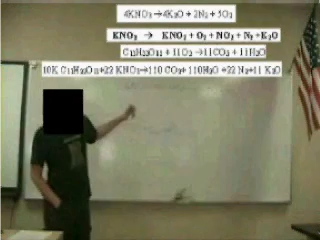 4KNO₃ →4K₂O + 2N₂ + 5O₂
KNO₃ → KNO₂ + O₂ + NO₂ + N₂ +K₂O
C₁₂H₂₂O₁₁ + 11O₂ →11CO₂ + 11H₂O
10K C₁₂H₂₂O₁₁+22 KNO₃→110 CO₂+ 110H₂O +22 N₂+11 K₂O